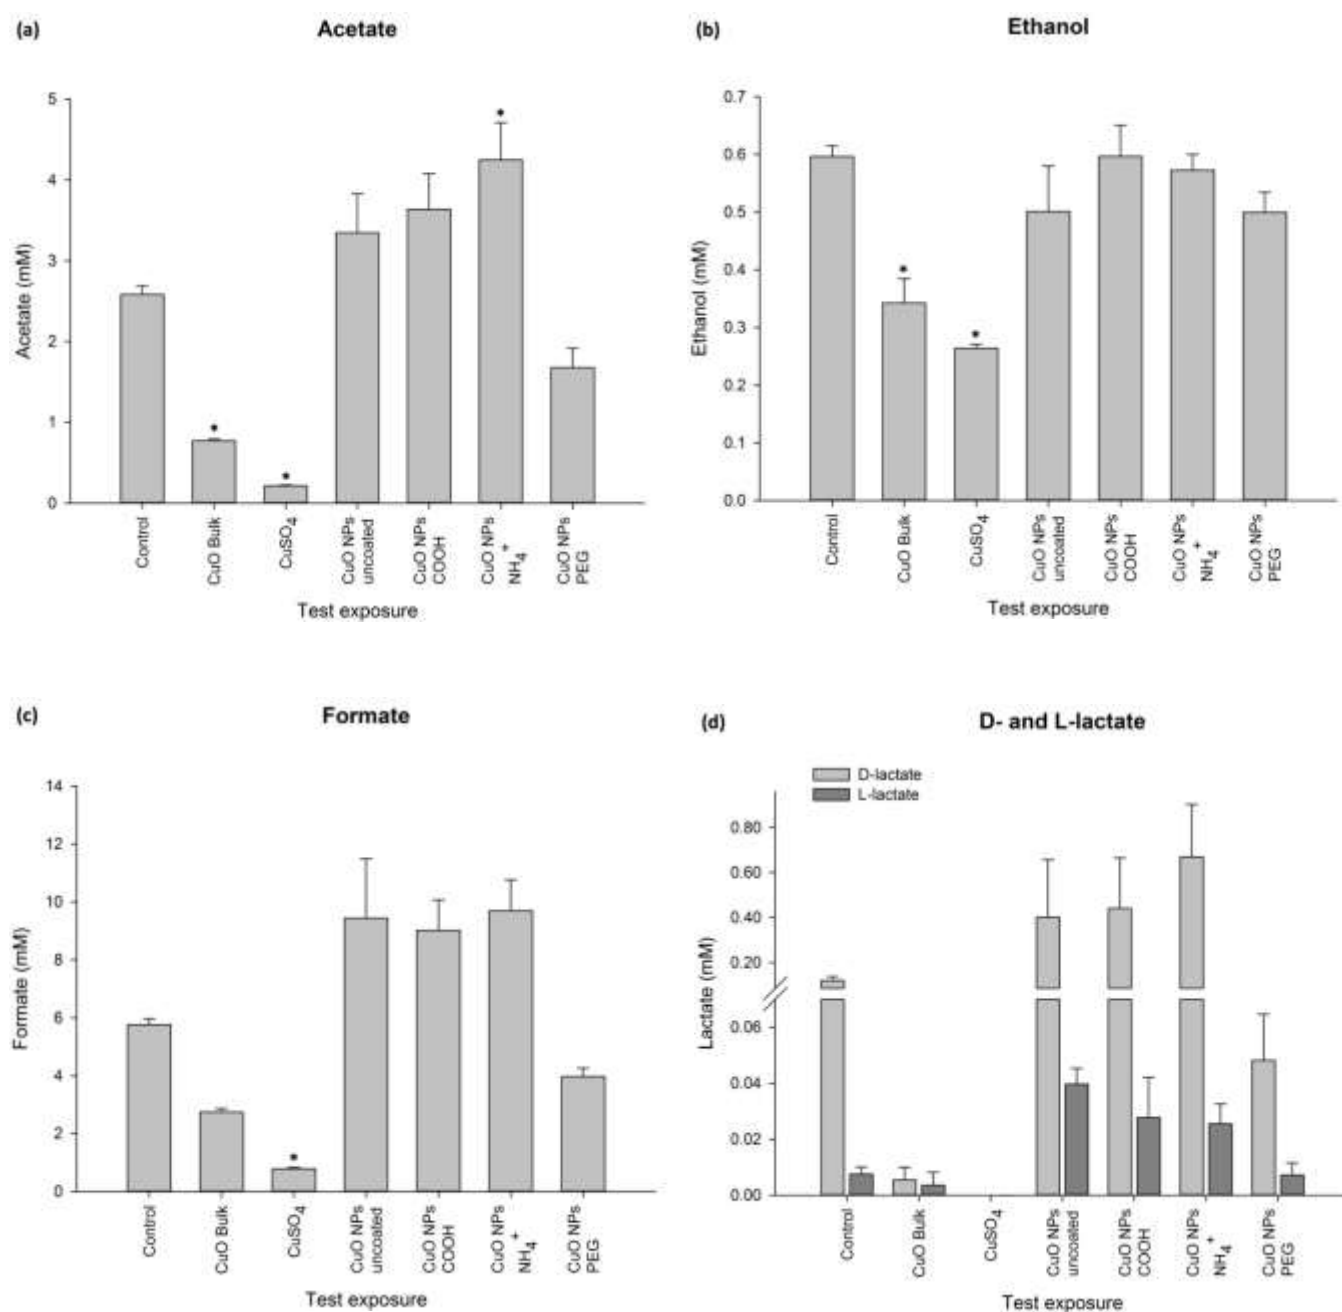 (a)
Acetate
5
4
3
2
1
0
Acetate (mM)
*
*
*
Control
CuO Bulk
CuSO4
CuO NPs
uncoated
CuO NPs
COOH
CuO NPs
NH4+
CuO NPs
PEG
Test exposure
(b)
Ethanol
0.7
0.6
0.5
0.4
0.3
0.2
0.1
0.0
Ethanol (mM)
*
*
Control
CuO Bulk
CuSO4
CuO NPs
uncoated
CuO NPs
COOH
CuO NPs
NH4+
CuO NPs
PEG
Test exposure
(c)
Formate
14
12
10
8
6
4
2
0
Formate (mM)
*
Control
CuO Bulk
CuSO4
CuO NPs
uncoated
CuO NPs
COOH
CuO NPs
NH4+
CuO NPs
PEG
Test exposure
(d)
D- and L-lactate
D-lactate
L-lactate
0.80
0.60
0.40
0.20
0.06
0.04
0.02
0.00
Lactate (mM)
Control
CuO Bulk
CuSO4
CuO NPs
uncoated
CuO NPs
COOH
CuO NPs
NH4+
CuO NPs
PEG
Test exposure